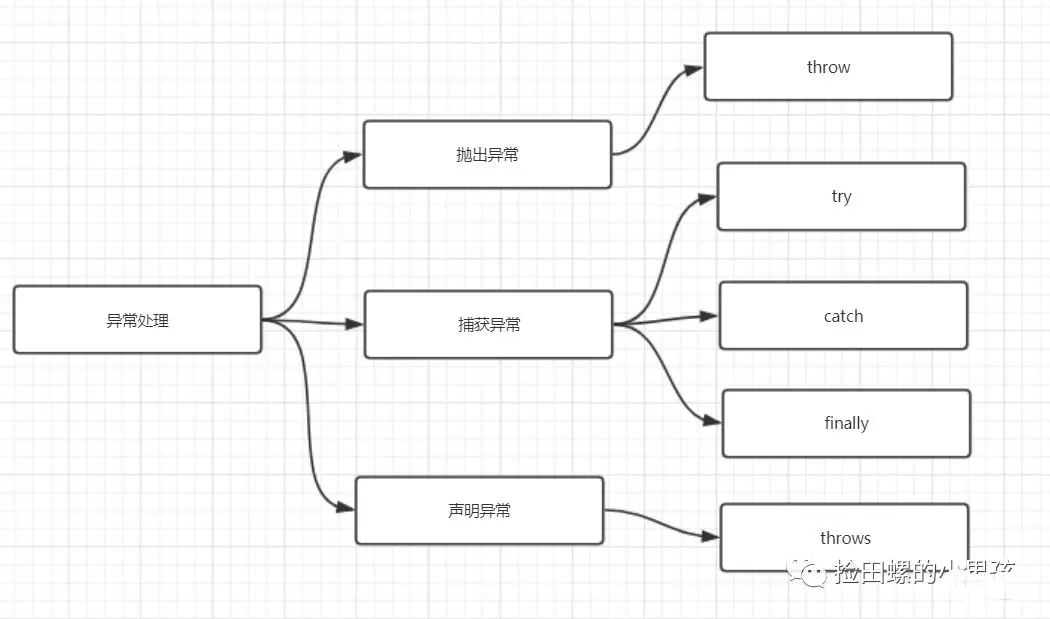 异常处理
抛出异常
throw
捕获异常
try
catch
finally
声明异常
throws
捡田螺的小男孩